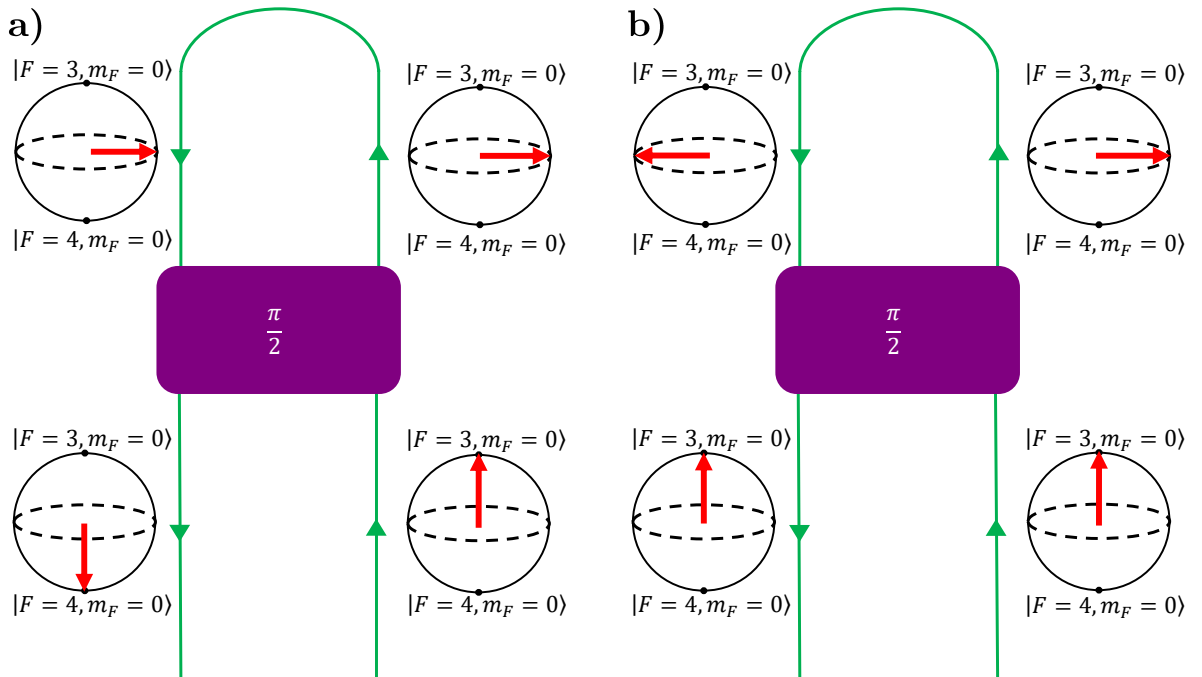 a)
|F = 3, m_F = 0⟩
|F = 3, m_F = 0⟩
|F = 4, m_F = 0⟩
|F = 4, m_F = 0⟩
π
2
|F = 3, m_F = 0⟩
|F = 3, m_F = 0⟩
|F = 4, m_F = 0⟩
|F = 4, m_F = 0⟩
b)
|F = 3, m_F = 0⟩
|F = 3, m_F = 0⟩
|F = 4, m_F = 0⟩
|F = 4, m_F = 0⟩
π
2
|F = 3, m_F = 0⟩
|F = 3, m_F = 0⟩
|F = 4, m_F = 0⟩
|F = 4, m_F = 0⟩